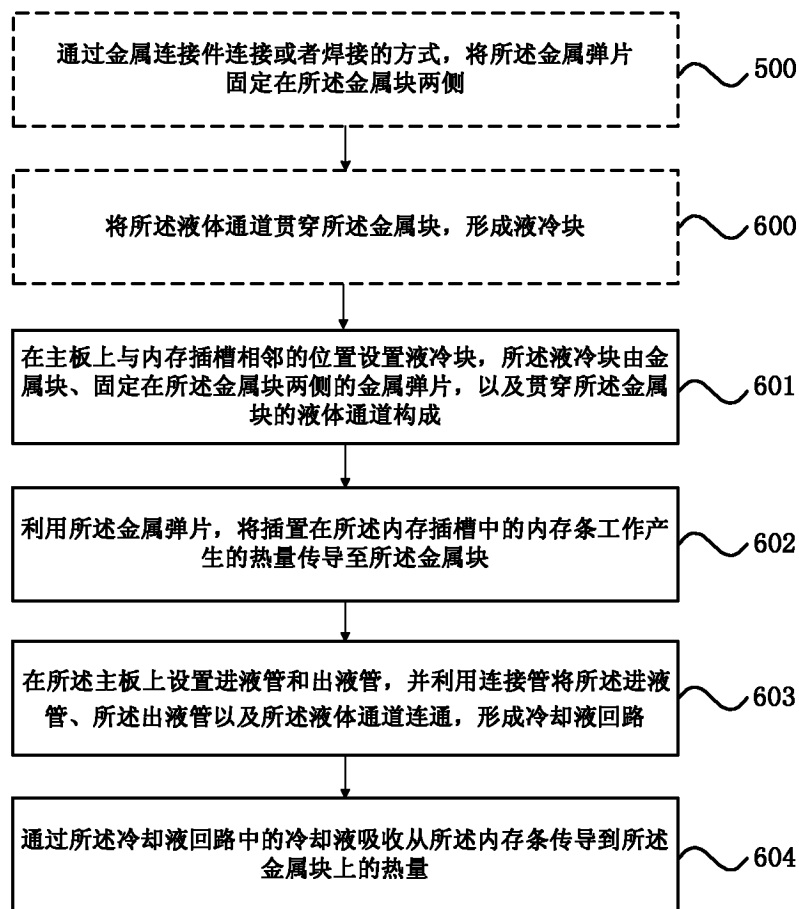 通过金属连接件连接或者焊接的方式，将所述金属弹片
固定在所述金属块两侧
500
将所述液体通道贯穿所述金属块，形成液冷块
600
在主板上与内存插槽相邻的位置设置液冷块，所述液冷块由金
属块、固定在所述金属块两侧的金属弹片，以及贯穿所述金属
块的液体通道构成
601
利用所述金属弹片，将插置在所述内存插槽中的内存条工作产
生的热量传导至所述金属块
602
在所述主板上设置进液管和出液管，并利用连接管将所述进液
管、所述出液管以及所述液体通道连通，形成冷却液回路
603
通过所述冷却液回路中的冷却液吸收从所述内存条传导到所述
金属块上的热量
604